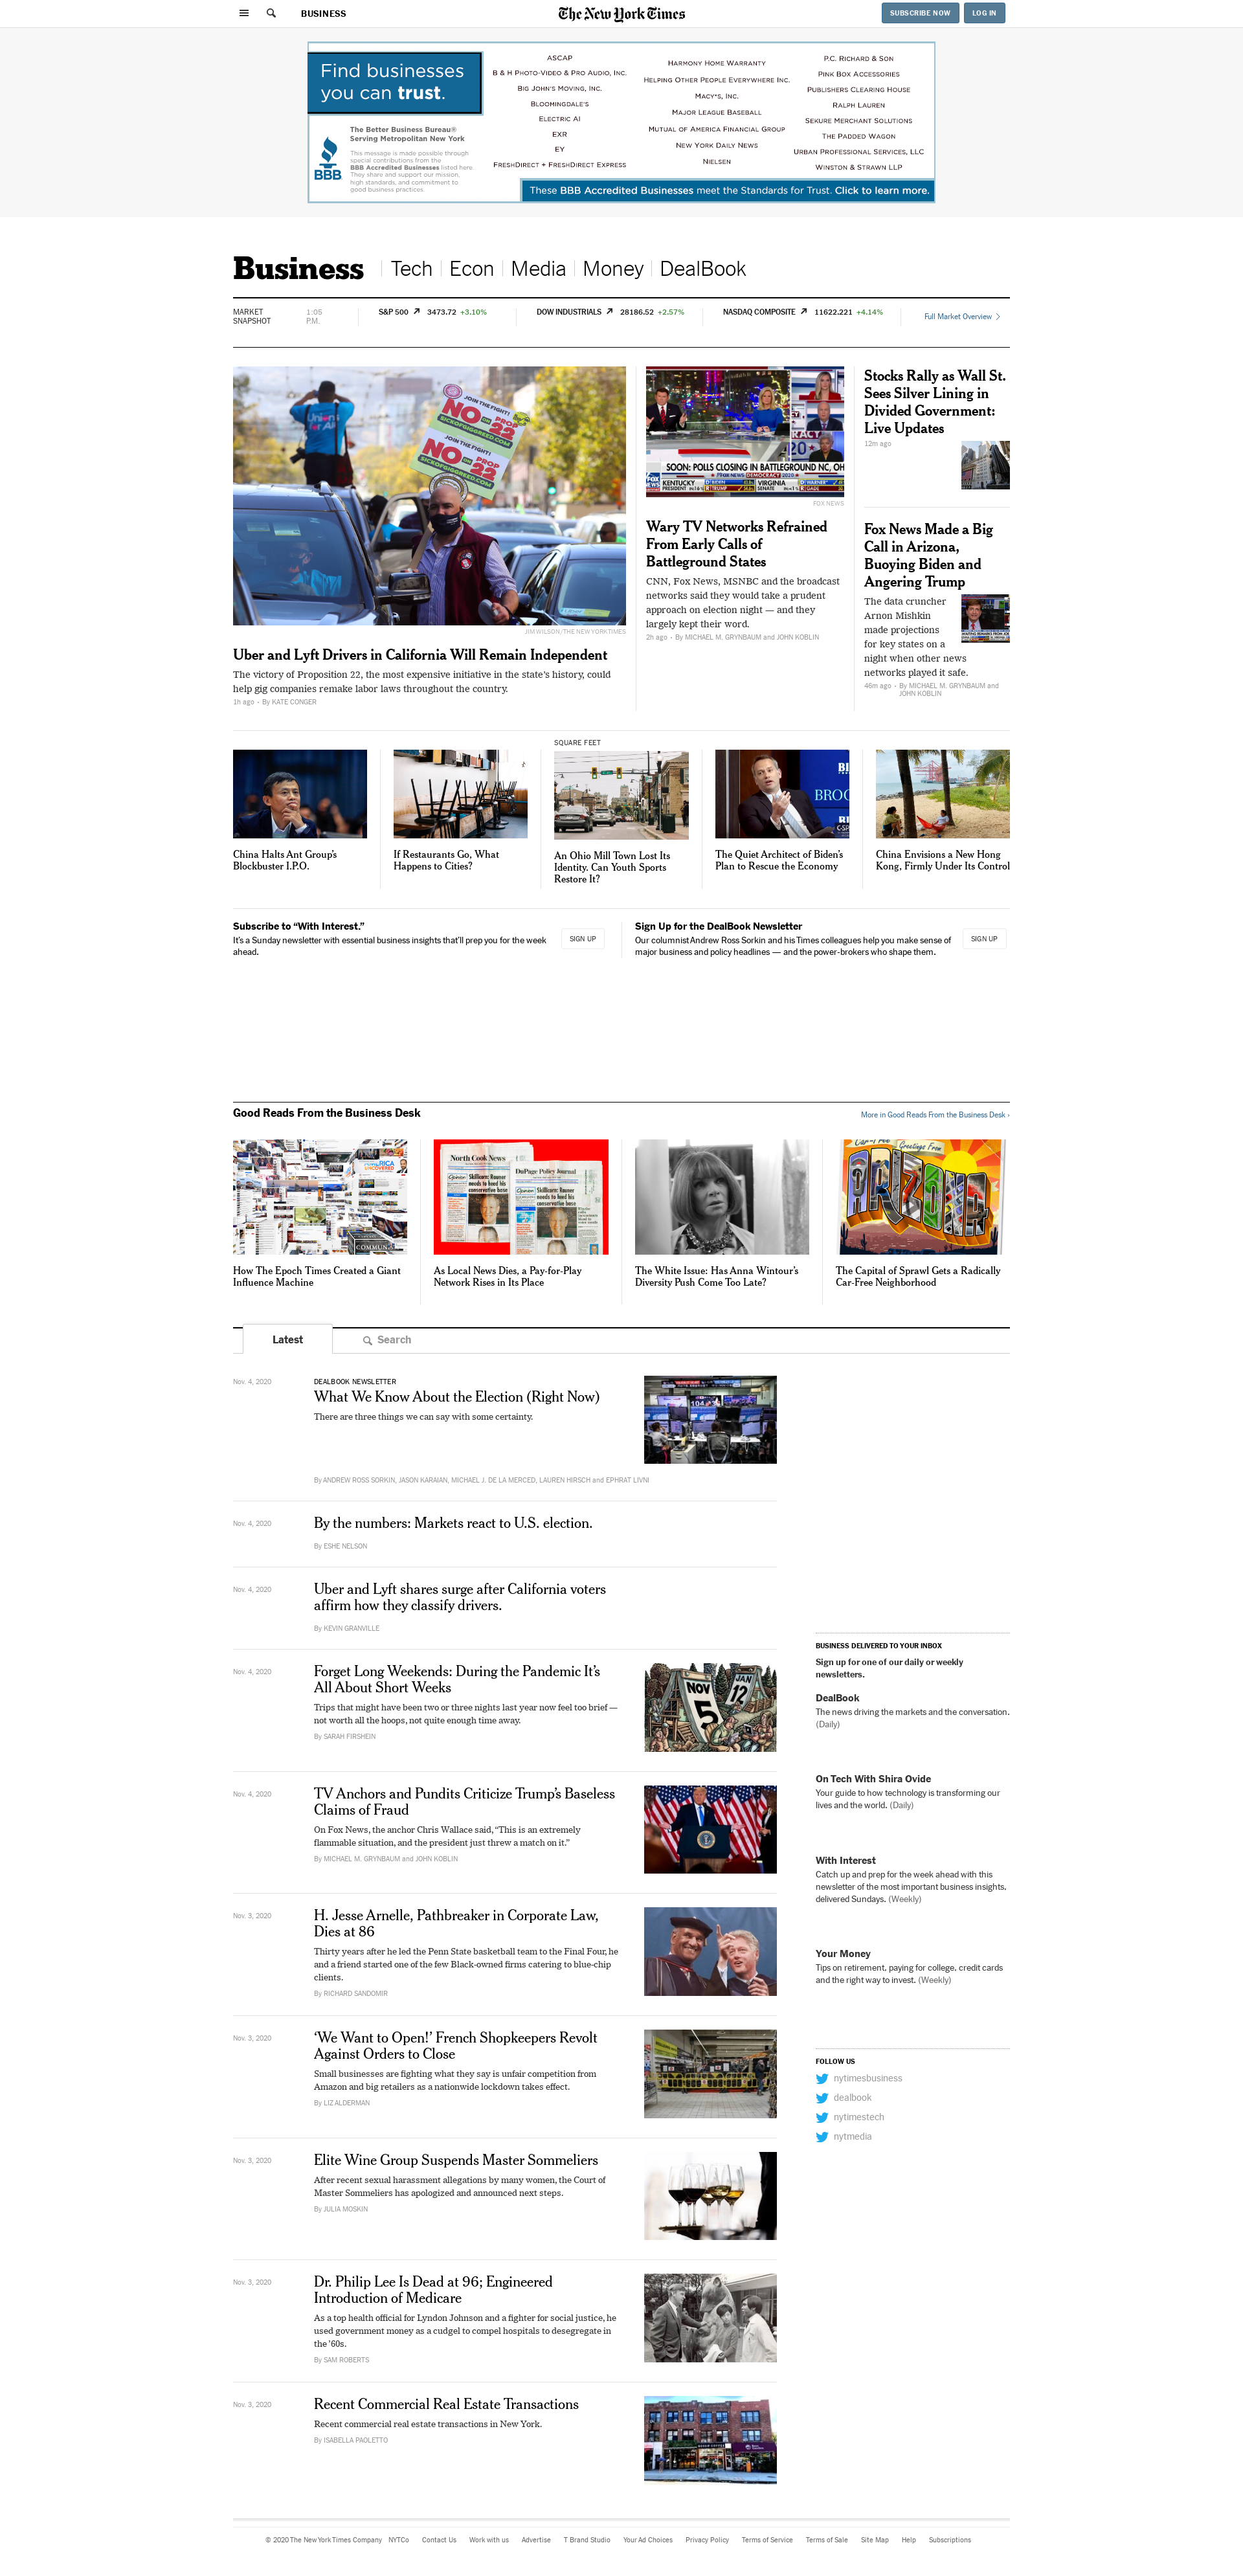 BUSINESS
The New York Times
SUBSCRIBE NOW
LOG IN
Find businesses
you can trust.
The Better Business Bureau®
Serving Metropolitan New York
This message is made possible through
special contributions from the
BBB Accredited Businesses listed here.
They share and support our mission,
high standards, and commitment to
good business practices.
BBB
ASCAP
B & H Photo-Video & Pro Audio, Inc.
Big John's Moving, Inc.
Bloomingdale's
Electric AI
EXR
EY
FreshDirect + FreshDirect Express
Harmony Home Warranty
Helping Other People Everywhere Inc.
Macy's, Inc.
Major League Baseball
Mutual of America Financial Group
New York Daily News
Nielsen
P.C. Richard & Son
Pink Box Accessories
Publishers Clearing House
Ralph Lauren
Sekure Merchant Solutions
The Padded Wagon
Urban Professional Services, LLC
Winston & Strawn LLP
These BBB Accredited Businesses meet the Standards for Trust. Click to learn more.
Business
Tech
Econ
Media
Money
DealBook
MARKET
SNAPSHOT
1:05
P.M.
S&P 500 3473.72 +3.10%
DOW INDUSTRIALS 28186.52 +2.57%
NASDAQ COMPOSITE 11622.221 +4.14%
Full Market Overview
JOIN THE FIGHT!
NO ON PROP 22
SICKOFGIGGREED.COM
JOIN THE FIGHT!
NO ON PROP 22
SICKOFGIGGREED.COM
JIM WILSON/THE NEW YORK TIMES
Uber and Lyft Drivers in California Will Remain Independent
The victory of Proposition 22, the most expensive initiative in the state's history, could
help gig companies remake labor laws throughout the country.
1h ago · By KATE CONGER
SOON: POLLS CLOSING IN BATTLEGROUND NC, OH
FOX NEWS
DEMOCRACY 2020
KENTUCKY
PRESIDENT
VIRGINIA
SENATE
FOX NEWS
Wary TV Networks Refrained
From Early Calls of
Battleground States
CNN, Fox News, MSNBC and the broadcast
networks said they would take a prudent
approach on election night — and they
largely kept their word.
2h ago · By MICHAEL M. GRYNBAUM and JOHN KOBLIN
Stocks Rally as Wall St.
Sees Silver Lining in
Divided Government:
Live Updates
12m ago
Fox News Made a Big
Call in Arizona,
Buoying Biden and
Angering Trump
The data cruncher
Arnon Mishkin
made projections
for key states on a
night when other news
networks played it safe.
46m ago · By MICHAEL M. GRYNBAUM and
JOHN KOBLIN
China Halts Ant Group's
Blockbuster I.P.O.
If Restaurants Go, What
Happens to Cities?
SQUARE FEET
An Ohio Mill Town Lost Its
Identity. Can Youth Sports
Restore It?
The Quiet Architect of Biden's
Plan to Rescue the Economy
China Envisions a New Hong
Kong, Firmly Under Its Control
Subscribe to “With Interest.”
It's a Sunday newsletter with essential business insights that'll prep you for the week
ahead.
SIGN UP
Sign Up for the DealBook Newsletter
Our columnist Andrew Ross Sorkin and his Times colleagues help you make sense of
major business and policy headlines — and the power-brokers who shape them.
SIGN UP
Good Reads From the Business Desk
More in Good Reads From the Business Desk ›
North Cook News
DuPage Policy Journal
Greetings From
ARIZONA
How The Epoch Times Created a Giant
Influence Machine
As Local News Dies, a Pay-for-Play
Network Rises in Its Place
The White Issue: Has Anna Wintour's
Diversity Push Come Too Late?
The Capital of Sprawl Gets a Radically
Car-Free Neighborhood
Latest
Search
Nov. 4, 2020
DEALBOOK NEWSLETTER
What We Know About the Election (Right Now)
There are three things we can say with some certainty.
By ANDREW ROSS SORKIN, JASON KARAIAN, MICHAEL J. DE LA MERCED, LAUREN HIRSCH and EPHRAT LIVNI
Nov. 4, 2020
By the numbers: Markets react to U.S. election.
By ESHE NELSON
Nov. 4, 2020
Uber and Lyft shares surge after California voters
affirm how they classify drivers.
By KEVIN GRANVILLE
Nov. 4, 2020
Forget Long Weekends: During the Pandemic It's
All About Short Weeks
Trips that might have been two or three nights last year now feel too brief —
not worth all the hoops, not quite enough time away.
By SARAH FIRSHEIN
NOV 5
JAN 12
Nov. 4, 2020
TV Anchors and Pundits Criticize Trump's Baseless
Claims of Fraud
On Fox News, the anchor Chris Wallace said, “This is an extremely
flammable situation, and the president just threw a match on it.”
By MICHAEL M. GRYNBAUM and JOHN KOBLIN
Nov. 3, 2020
H. Jesse Arnelle, Pathbreaker in Corporate Law,
Dies at 86
Thirty years after he led the Penn State basketball team to the Final Four, he
and a friend started one of the few Black-owned firms catering to blue-chip
clients.
By RICHARD SANDOMIR
Nov. 3, 2020
‘We Want to Open!’ French Shopkeepers Revolt
Against Orders to Close
Small businesses are fighting what they say is unfair competition from
Amazon and big retailers as a nationwide lockdown takes effect.
By LIZ ALDERMAN
Nov. 3, 2020
Elite Wine Group Suspends Master Sommeliers
After recent sexual harassment allegations by many women, the Court of
Master Sommeliers has apologized and announced next steps.
By JULIA MOSKIN
Nov. 3, 2020
Dr. Philip Lee Is Dead at 96; Engineered
Introduction of Medicare
As a top health official for Lyndon Johnson and a fighter for social justice, he
used government money as a cudgel to compel hospitals to desegregate in
the '60s.
By SAM ROBERTS
Nov. 3, 2020
Recent Commercial Real Estate Transactions
Recent commercial real estate transactions in New York.
By ISABELLA PAOLETTO
BUSINESS DELIVERED TO YOUR INBOX
Sign up for one of our daily or weekly
newsletters.
DealBook
The news driving the markets and the conversation.
(Daily)
On Tech With Shira Ovide
Your guide to how technology is transforming our
lives and the world. (Daily)
With Interest
Catch up and prep for the week ahead with this
newsletter of the most important business insights,
delivered Sundays. (Weekly)
Your Money
Tips on retirement, paying for college, credit cards
and the right way to invest. (Weekly)
FOLLOW US
nytimesbusiness
dealbook
nytimestech
nytmedia
© 2020 The New York Times Company
NYTCo
Contact Us
Work with us
Advertise
T Brand Studio
Your Ad Choices
Privacy Policy
Terms of Service
Terms of Sale
Site Map
Help
Subscriptions